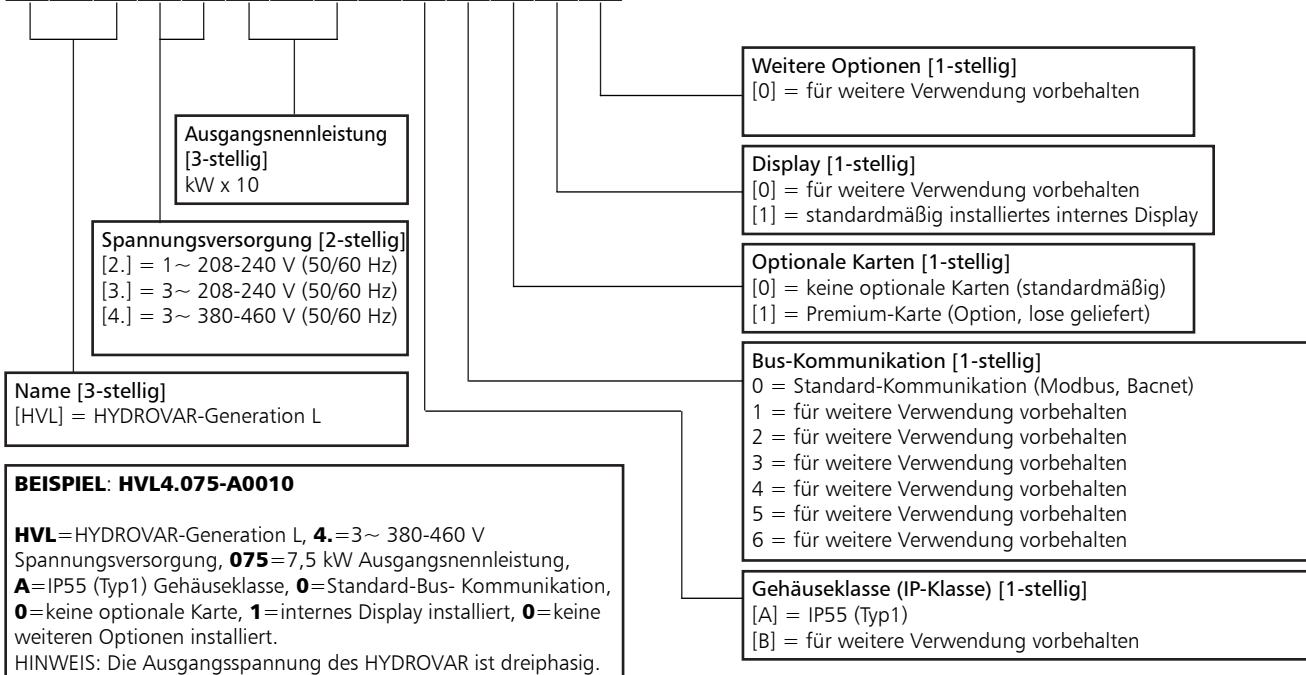 Ausgangsnennleistung
[3-stellig]
kW x 10
Spannungsversorgung [2-stellig]
[2.] = 1~ 208-240 V (50/60 Hz)
[3.] = 3~ 208-240 V (50/60 Hz)
[4.] = 3~ 380-460 V (50/60 Hz)
Name [3-stellig]
[HVL] = HYDROVAR-Generation L
BEISPIEL: HVL4.075-A0010
HVL=HYDROVAR-Generation L, 4.=3~ 380-460 V
Spannungsversorgung, 075=7,5 kW Ausgangsnennleistung,
A=IP55 (Typ1) Gehäuseklasse, 0=Standard-Bus- Kommunikation,
0=keine optionale Karte, 1=internes Display installiert, 0=keine
weiteren Optionen installiert.
HINWEIS: Die Ausgangsspannung des HYDROVAR ist dreiphasig.
Weitere Optionen [1-stellig]
[0] = für weitere Verwendung vorbehalten
Display [1-stellig]
[0] = für weitere Verwendung vorbehalten
[1] = standardmäßig installiertes internes Display
Optionale Karten [1-stellig]
[0] = keine optionale Karten (standardmäßig)
[1] = Premium-Karte (Option, lose geliefert)
Bus-Kommunikation [1-stellig]
0 = Standard-Kommunikation (Modbus, Bacnet)
1 = für weitere Verwendung vorbehalten
2 = für weitere Verwendung vorbehalten
3 = für weitere Verwendung vorbehalten
4 = für weitere Verwendung vorbehalten
5 = für weitere Verwendung vorbehalten
6 = für weitere Verwendung vorbehalten
Gehäuseklasse (IP-Klasse) [1-stellig]
[A] = IP55 (Typ1)
[B] = für weitere Verwendung vorbehalten